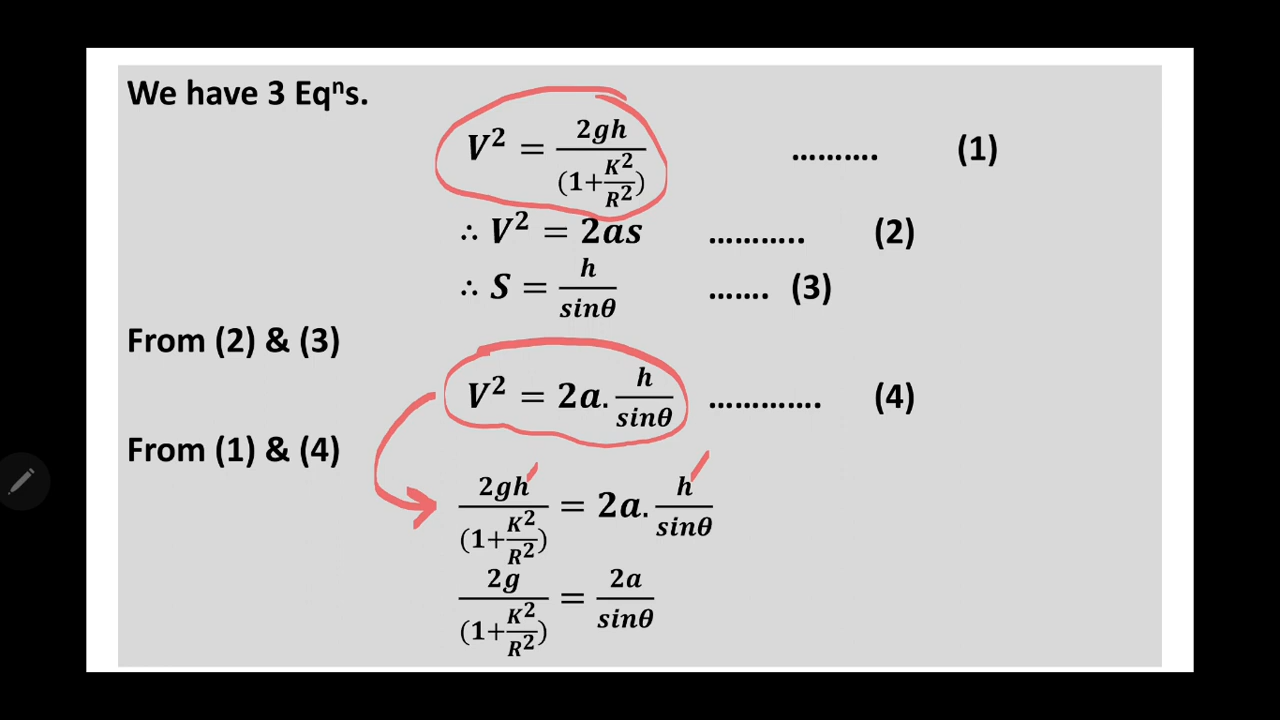 We have 3 Eqⁿs.
V² = 2gh / (1+K²/R²) ………. (1)
∴ V² = 2as ……….. (2)
∴ S = h / sinθ ……. (3)
From (2) & (3)
V² = 2a. h / sinθ …………. (4)
From (1) & (4)
2gh / (1+K²/R²) = 2a. h / sinθ
2g / (1+K²/R²) = 2a / sinθ